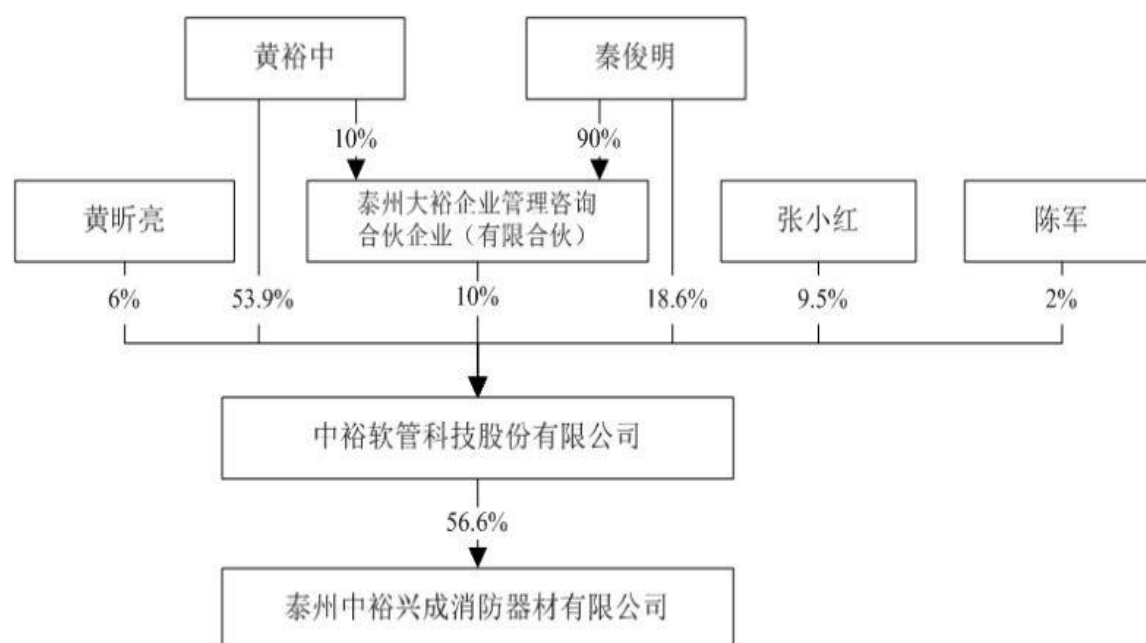 黄裕中
秦俊明
10%
90%
黄昕亮
泰州大裕企业管理咨询
合伙企业（有限合伙）
张小红
陈军
6%
53.9%
10%
18.6%
9.5%
2%
中裕软管科技股份有限公司
56.6%
泰州中裕兴成消防器材有限公司